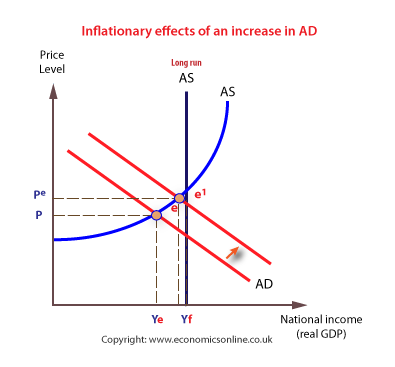 Inflationary effects of an increase in AD
Price
Level
Long run
AS
AS
Pe
e1
P
e
AD
Ye
Yf
National income
(real GDP)
Copyright: www.economicsonline.co.uk